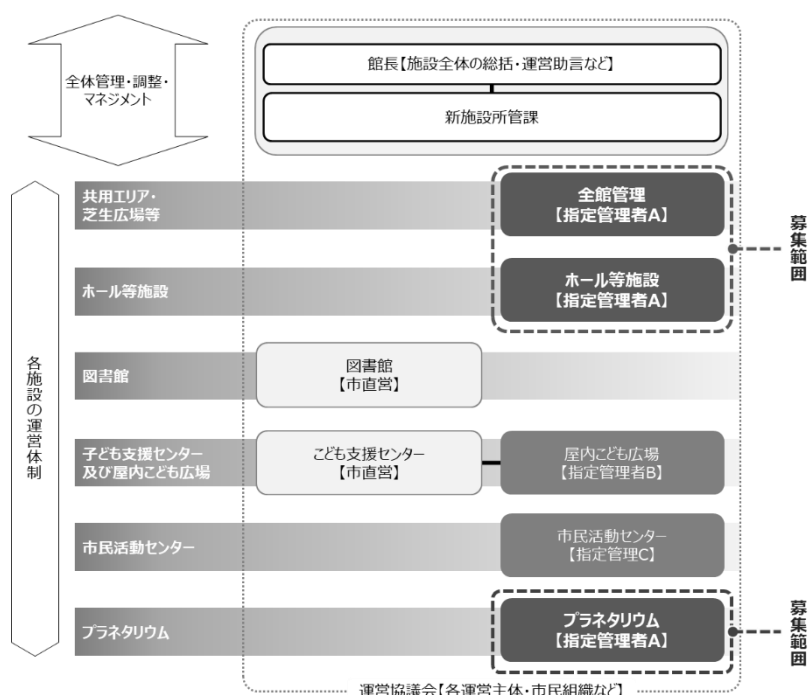 全体管理・調整・
マネジメント
館長【施設全体の総括・運営助言など】
新施設所管課
各施設の運営体制
共用エリア・
芝生広場等
全館管理
【指定管理者A】
募集範囲
ホール等施設
ホール等施設
【指定管理者A】
図書館
図書館
【市直営】
子ども支援センター
及び屋内こども広場
こども支援センター
【市直営】
屋内こども広場
【指定管理者B】
市民活動センター
市民活動センター
【指定管理C】
プラネタリウム
プラネタリウム
【指定管理者A】
募集範囲
運営協議会【各運営主体・市民組織など】